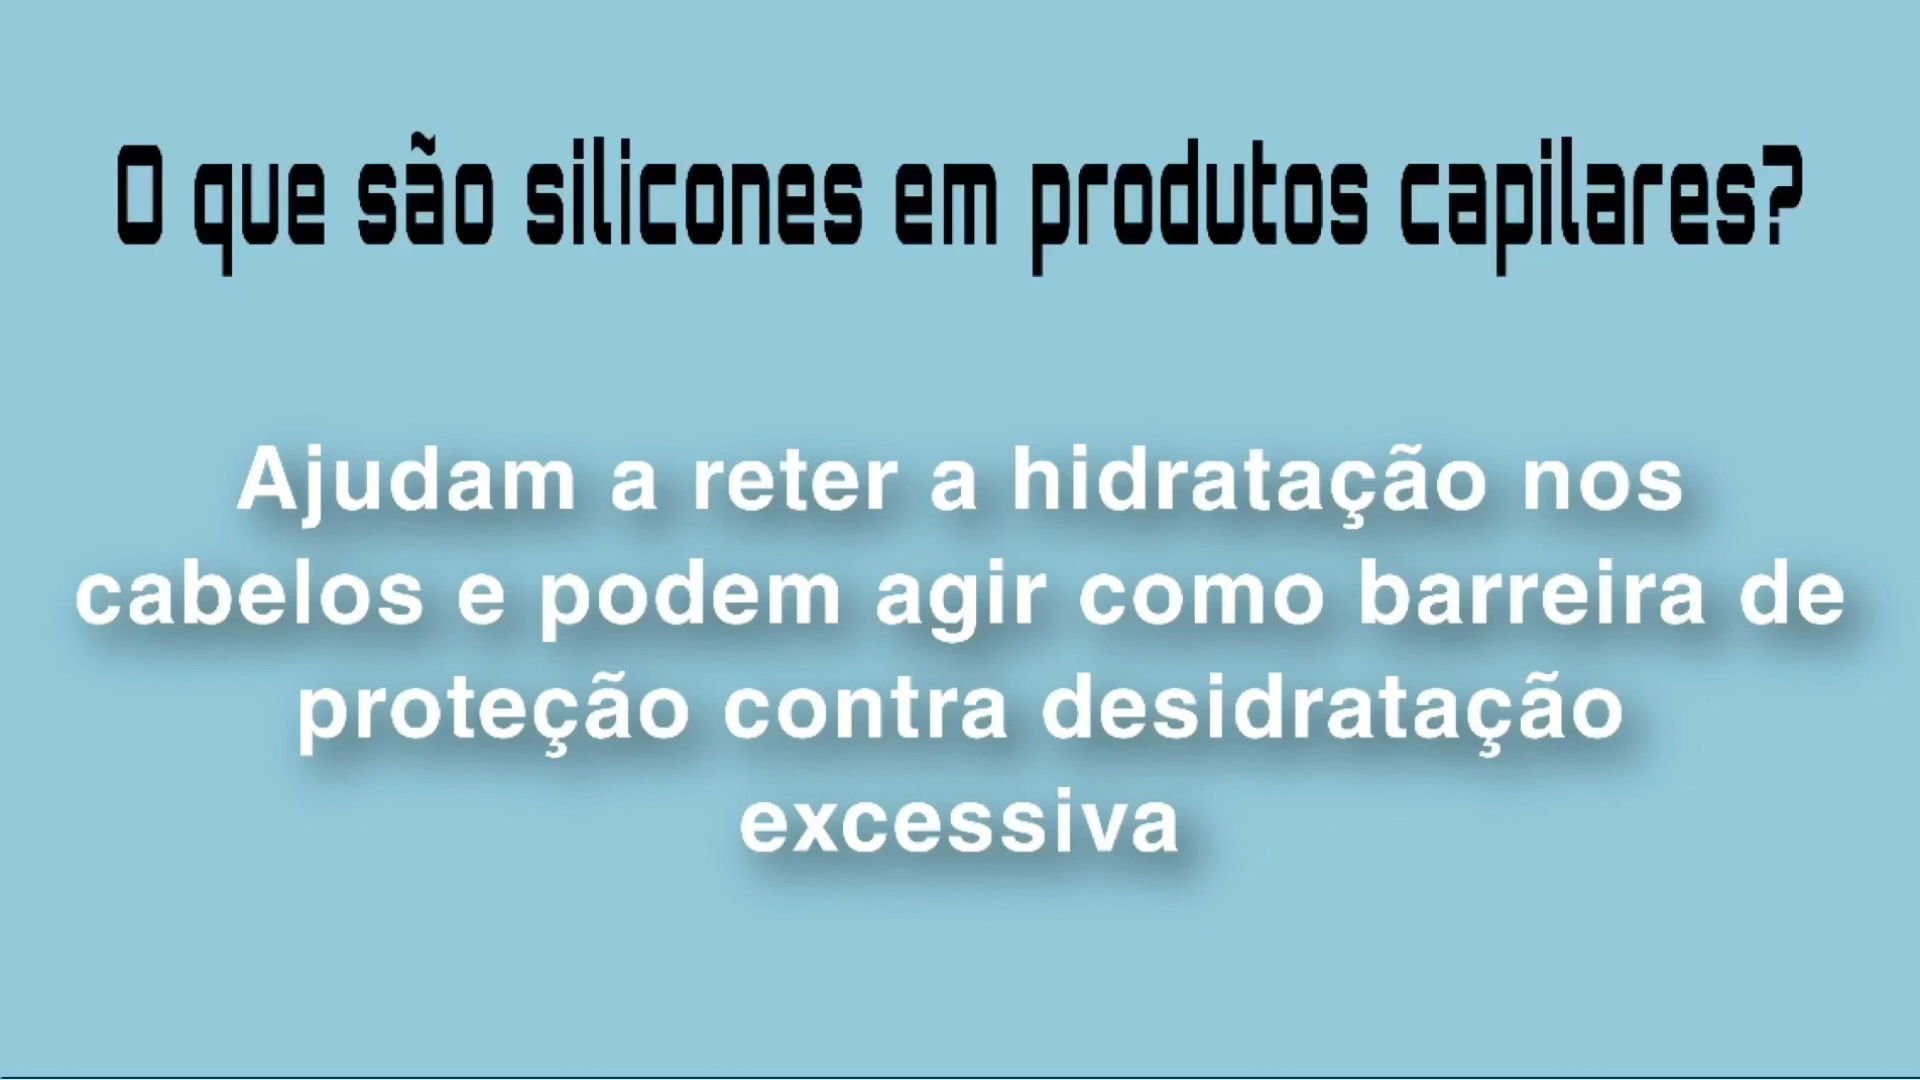 O que são silicones em produtos capilares?
Ajudam a reter a hidratação nos
cabelos e podem agir como barreira de
proteção contra desidratação
excessiva